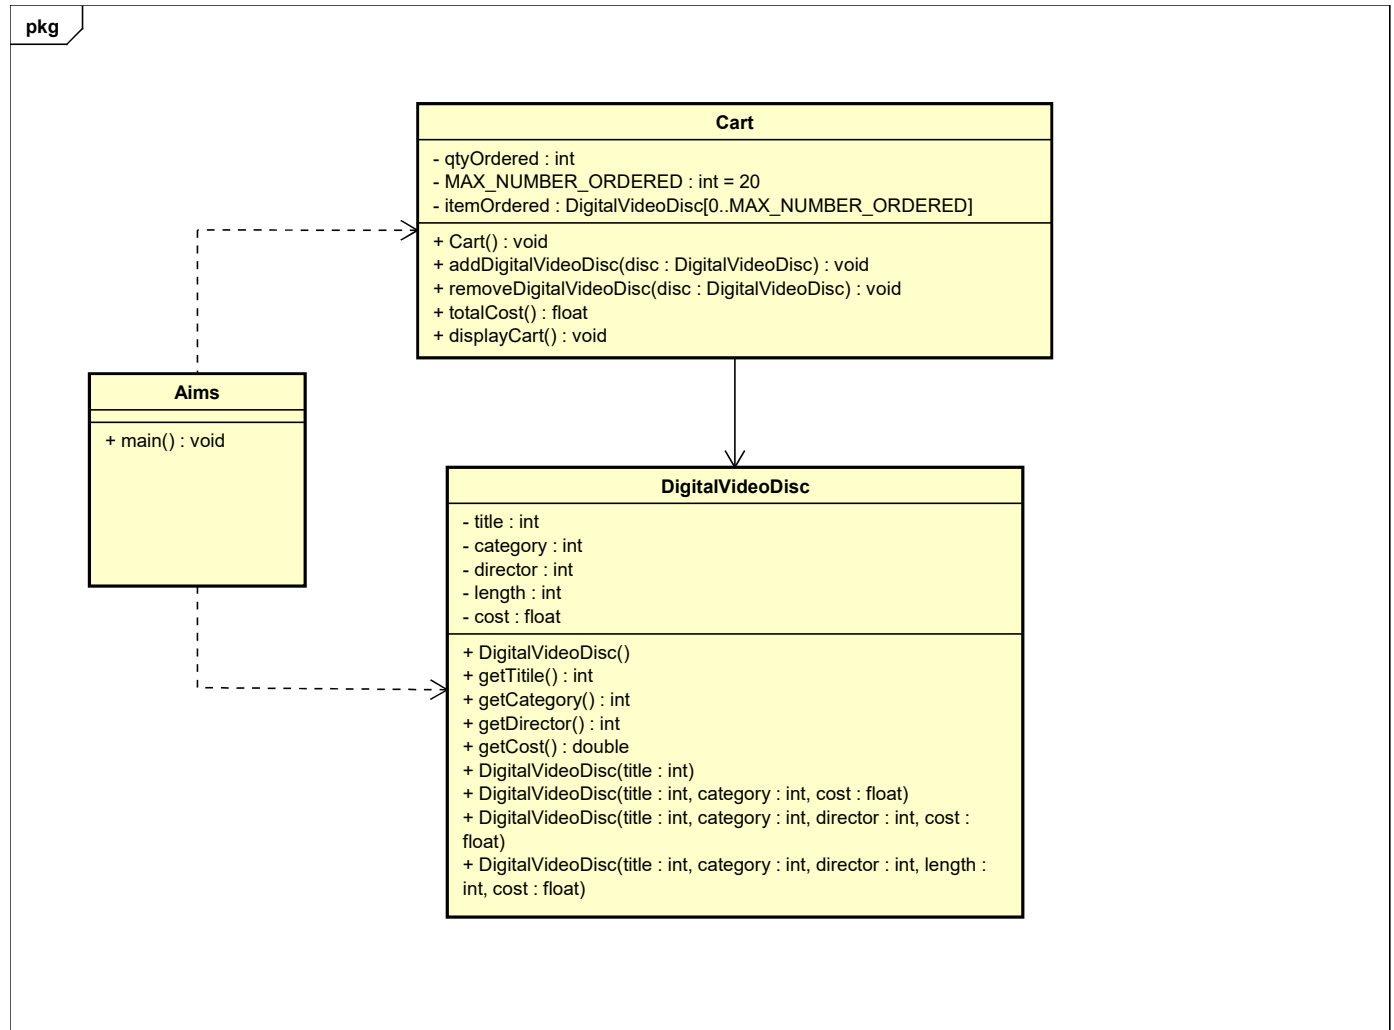 pkg
Cart
- qtyOrdered : int
- MAX_NUMBER_ORDERED : int = 20
- itemOrdered : DigitalVideoDisc[0..MAX_NUMBER_ORDERED]
+ Cart() : void
+ addDigitalVideoDisc(disc : DigitalVideoDisc) : void
+ removeDigitalVideoDisc(disc : DigitalVideoDisc) : void
+ totalCost() : float
+ displayCart() : void
Aims
+ main() : void
DigitalVideoDisc
- title : int
- category : int
- director : int
- length : int
- cost : float
+ DigitalVideoDisc()
+ getTitile() : int
+ getCategory() : int
+ getDirector() : int
+ getCost() : double
+ DigitalVideoDisc(title : int)
+ DigitalVideoDisc(title : int, category : int, cost : float)
+ DigitalVideoDisc(title : int, category : int, director : int, cost :
float)
+ DigitalVideoDisc(title : int, category : int, director : int, length :
int, cost : float)